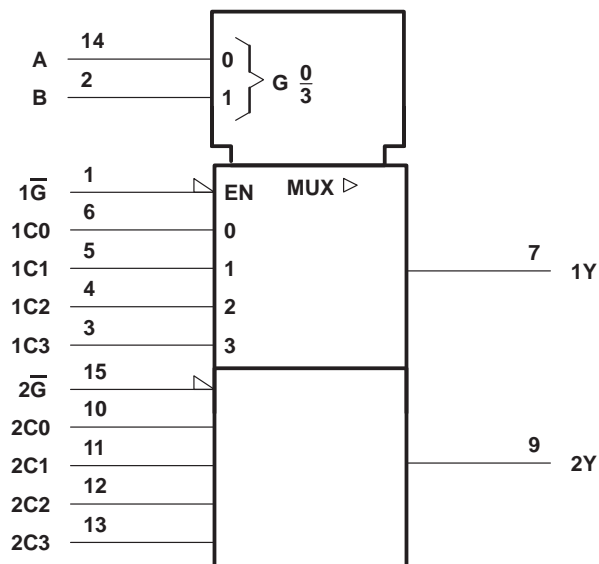 14
A 0
2
B 1
G 0/3
1
1G̅ EN MUX ▷
6
1C0 0
5
1C1 1
7
1Y
4
1C2 2
3
1C3 3
15
2G̅
10
2C0
11
2C1
9
2Y
12
2C2
13
2C3